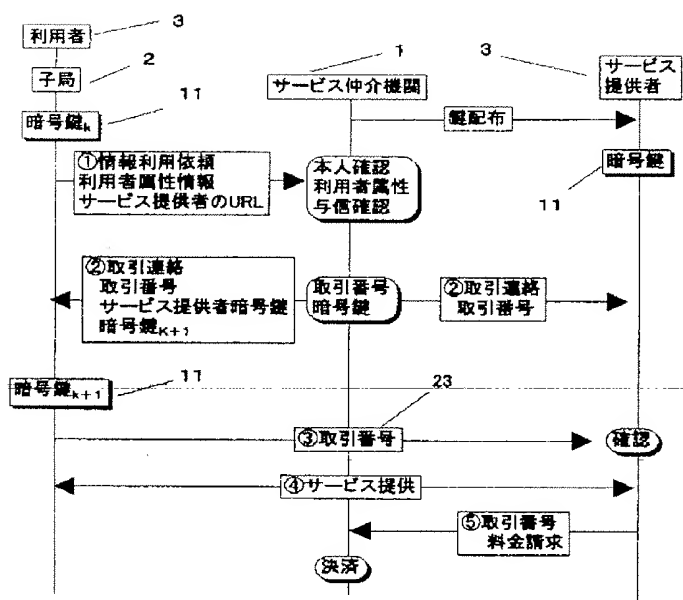 3
利用者
2
子局
11
暗号鍵k
1
サービス仲介機関
3
サービス
提供者
鍵配布
暗号鍵
11
①情報利用依頼
利用者属性情報
サービス提供者のURL
本人確認
利用者属性
与信確認
②取引連絡
取引番号
サービス提供者暗号鍵
暗号鍵K+1
取引番号
暗号鍵
②取引連絡
取引番号
暗号鍵k+1
11
23
③取引番号
確認
④サービス提供
⑤取引番号
料金請求
決済